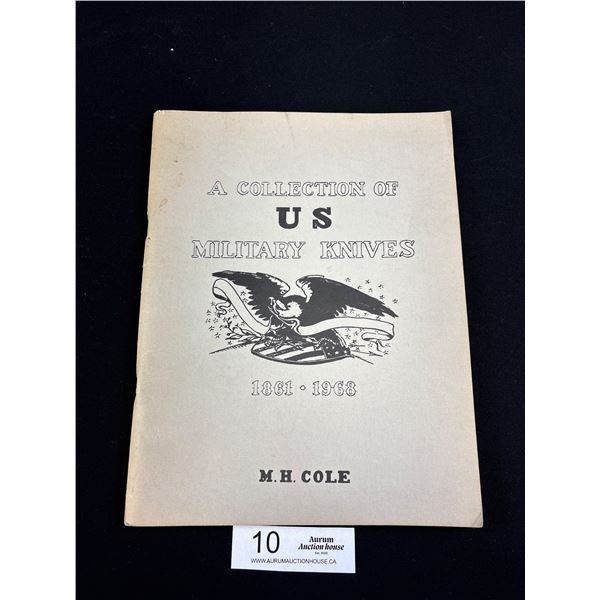 A COLLECTION OF
US
MILITARY KNIVES
1861 • 1968
M. H. COLE
10
Aurum
Auction house
WWW.AURUMAUCTIONHOUSE.CA